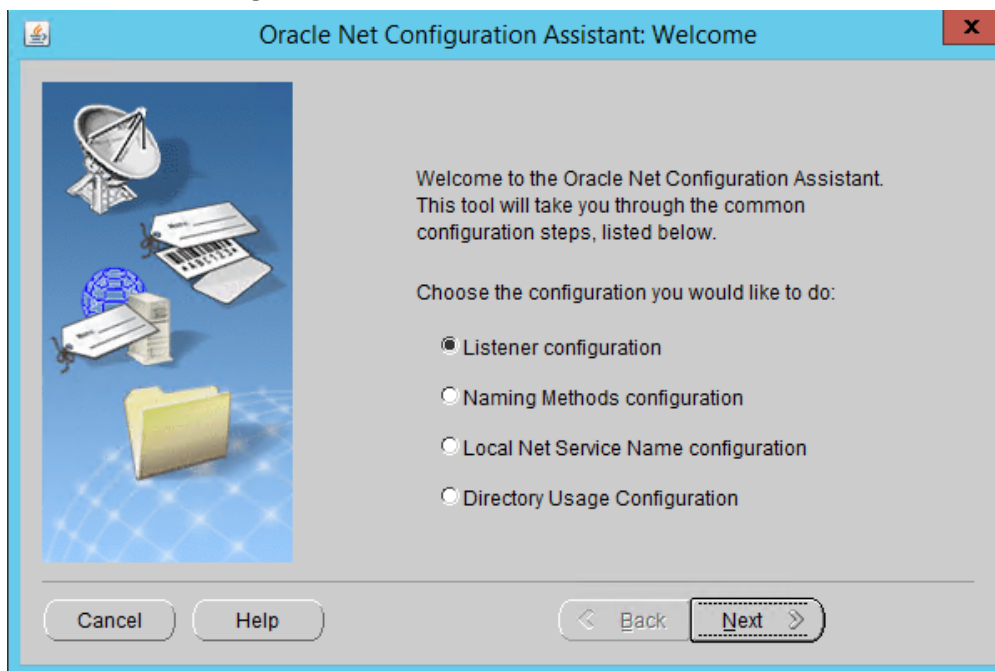 Oracle Net Configuration Assistant: Welcome
x
Welcome to the Oracle Net Configuration Assistant.
This tool will take you through the common
configuration steps, listed below.
Choose the configuration you would like to do:
Listener configuration
Naming Methods configuration
Local Net Service Name configuration
Directory Usage Configuration
Cancel
Help
Back
Next